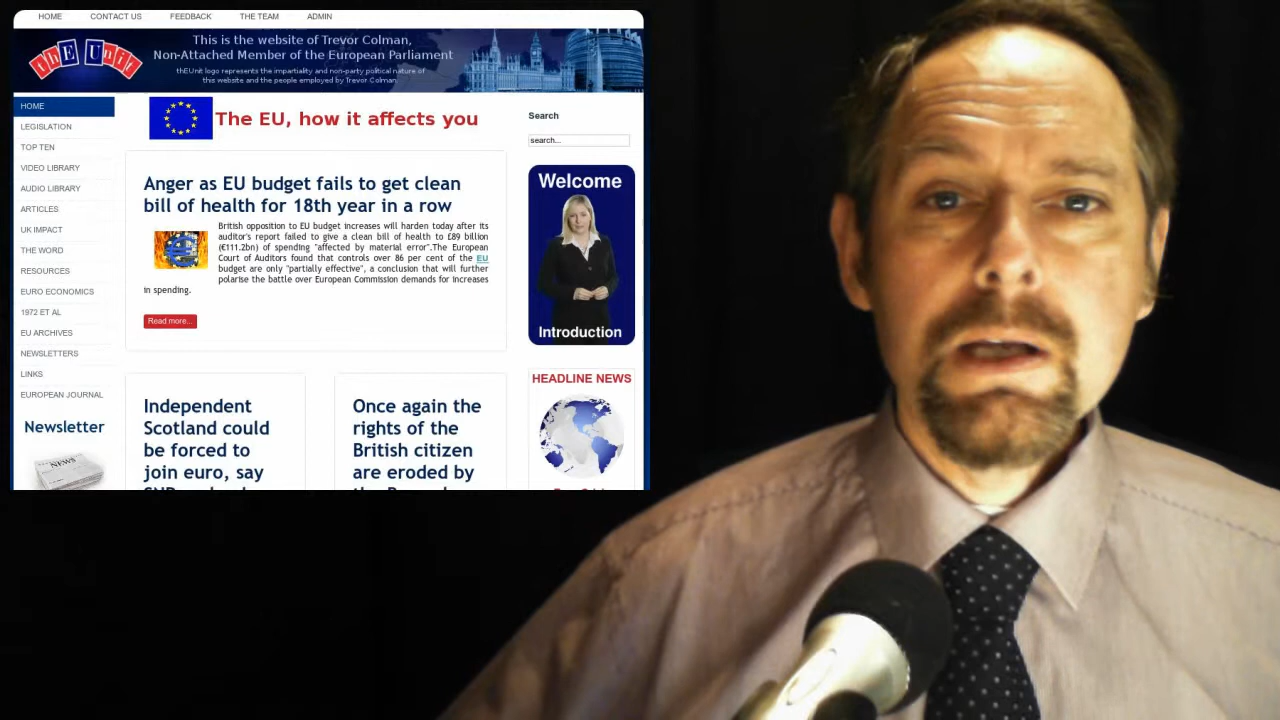 HOME CONTACT US FEEDBACK THE TEAM ADMIN
thEUnit
This is the website of Trevor Colman,
Non-Attached Member of the European Parliament
thEUnit logo represents the impartiality and non-party political nature of
this website and the people employed by Trevor Colman
HOME
LEGISLATION
TOP TEN
VIDEO LIBRARY
AUDIO LIBRARY
ARTICLES
UK IMPACT
THE WORD
RESOURCES
EURO ECONOMICS
1972 ET AL
EU ARCHIVES
NEWSLETTERS
LINKS
EUROPEAN JOURNAL
Newsletter
NEWS
The EU, how it affects you
Anger as EU budget fails to get clean
bill of health for 18th year in a row
British opposition to EU budget increases will harden today after its
auditor's report failed to give a clean bill of health to £89 billion
(€111.2bn) of spending "affected by material error".The European
Court of Auditors found that controls over 86 per cent of the EU
budget are only "partially effective", a conclusion that will further
polarise the battle over European Commission demands for increases
in spending.
Read more...
Independent
Scotland could
be forced to
join euro, say
Once again the
rights of the
British citizen
are eroded by
Search
search...
Welcome
Introduction
HEADLINE NEWS